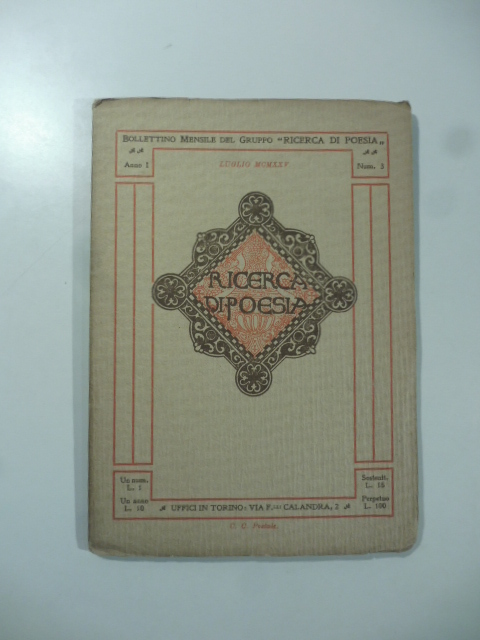 BOLLETTINO MENSILE DEL GRUPPO "RICERCA DI POESIA„
Anno I
LUGLIO MCMXXV
Num. 3
RICERCA
DI POESIA
Un num.
L. 1
Un anno
L. 10
Sostenit.
L. 15
Perpetuo
L. 100
UFFICI IN TORINO: VIA F.LLI CALANDRA, 2
C. C. Postale